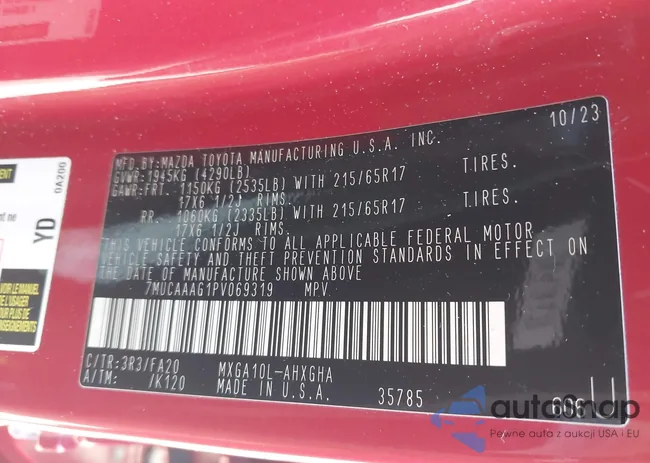 10/23
MFD.BY:MAZDA TOYOTA MANUFACTURING U.S.A. INC.
GVWR:1945KG (4290LB)
GAWR:FRT. 1150KG (2535LB) WITH 215/65R17 TIRES.
17X6 1/2J RIMS.
RR. 1060KG (2335LB) WITH 215/65R17 TIRES.
17X6 1/2J RIMS.
THIS VEHICLE CONFORMS TO ALL APPLICABLE FEDERAL MOTOR
VEHICLE SAFETY AND THEFT PREVENTION STANDARDS IN EFFECT ON
THE DATE OF MANUFACTURE SHOWN ABOVE
7MUCAAAG1PV069319 MPV
C/TR:3R3/FA20 MXGA10L-AHXGHA
A/TM: /K120 MADE IN U.S.A. 35785 606
YD
0A200
autosnap
Pewne auta z aukcji USA i EU